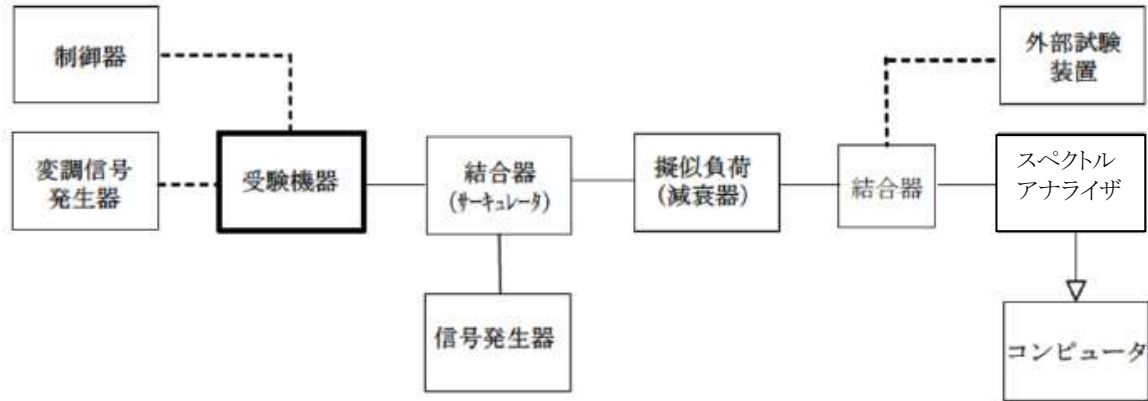 制御器
外部試験
装置
変調信号
発生器
受験機器
結合器
(サーキュレータ)
擬似負荷
(減衰器)
結合器
スペクトル
アナライザ
信号発生器
コンピュータ